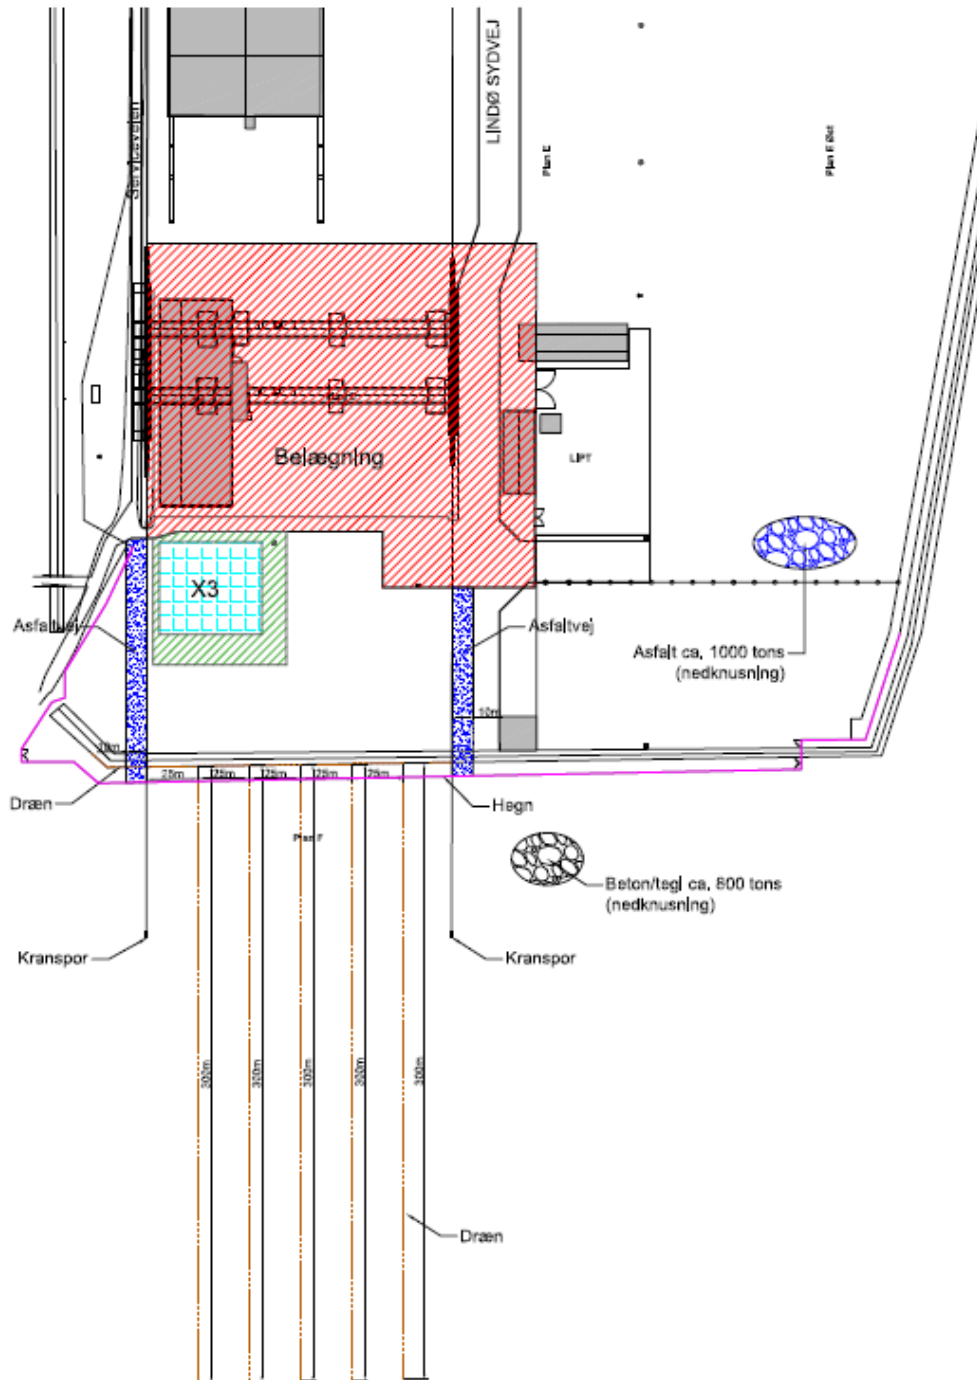 LINDØ SYDVEJ
Servicevejen
Plan E
Plan E Øst
Belægning
LIPT
X3
Asfaltvej
Asfaltvej
Asfalt ca. 1000 tons
(nedknusning)
10m
20m
25m
25m
25m
25m
25m
Dræn
Hegn
Plan F
Beton/tegl ca. 800 tons
(nedknusning)
Kranspor
Kranspor
300m
300m
300m
300m
300m
Dræn